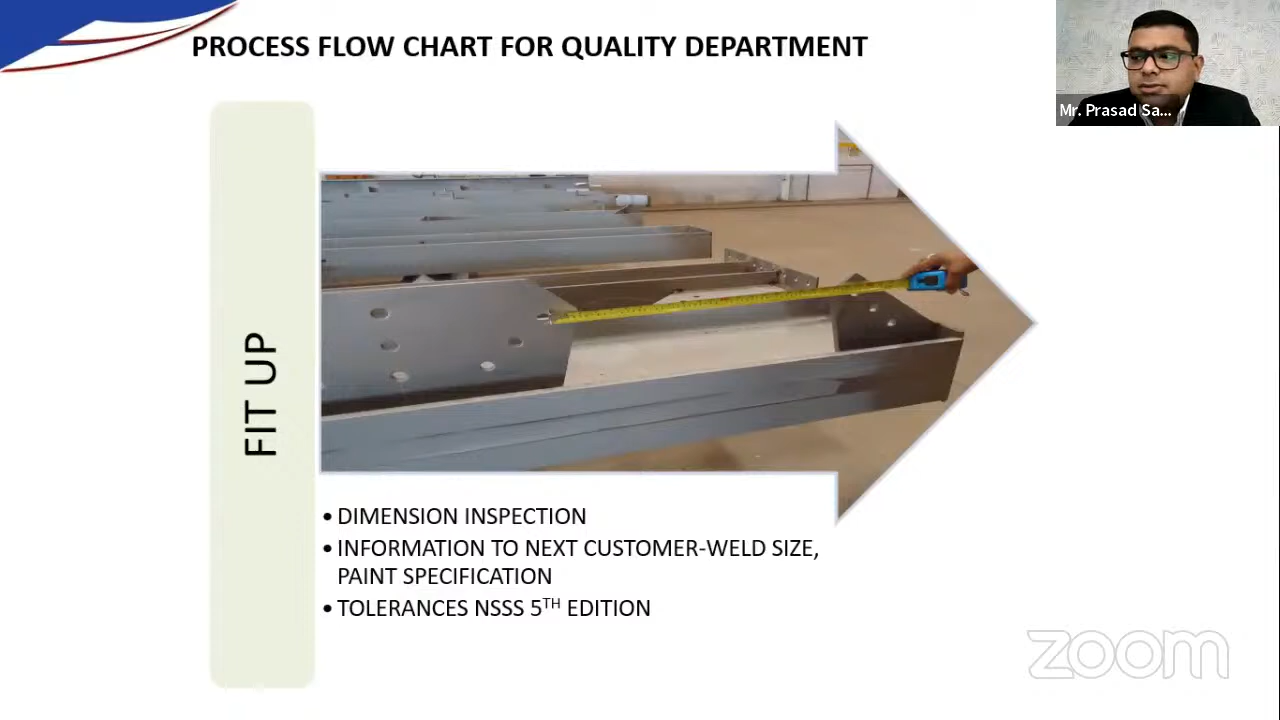 PROCESS FLOW CHART FOR QUALITY DEPARTMENT
Mr. Prasad Sa...
FIT UP
• DIMENSION INSPECTION
• INFORMATION TO NEXT CUSTOMER-WELD SIZE,
PAINT SPECIFICATION
• TOLERANCES NSSS 5TH EDITION
zoom